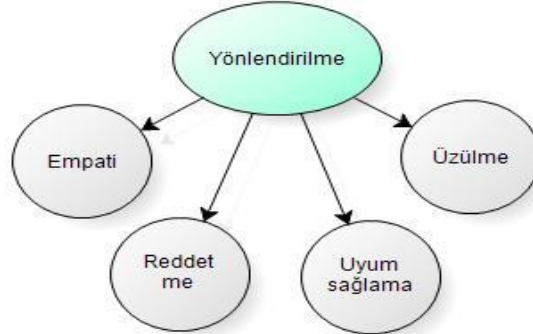 Yönlendirilme
Empati
Üzülme
Reddet
me
Uyum
sağlama